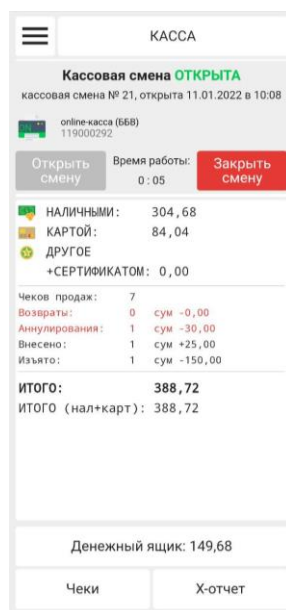 КАССА
Кассовая смена ОТКРЫТА
кассовая смена № 21, открыта 11.01.2022 в 10:08
online-касса (ББВ)
119000292
Открыть смену
Время работы:
0 : 05
Закрыть смену
НАЛИЧНЫМИ: 304,68
КАРТОЙ: 84,04
ДРУГОЕ
+СЕРТИФИКАТОМ: 0,00
Чеков продаж: 7
Возвраты: 0 сум -0,00
Аннулирования: 1 сум -30,00
Внесено: 1 сум +25,00
Изъято: 1 сум -150,00
ИТОГО: 388,72
ИТОГО (нал+карт): 388,72
Денежный ящик: 149,68
Чеки
Х-отчет